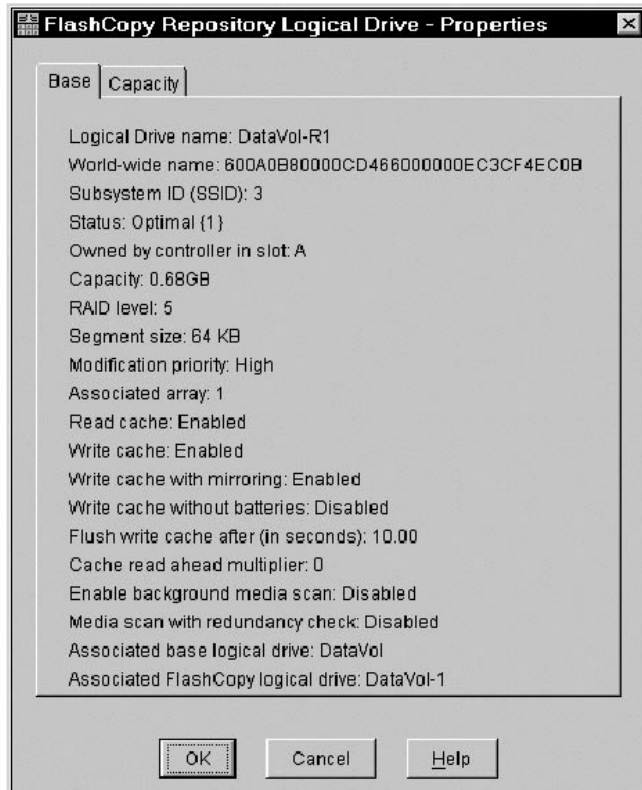 FlashCopy Repository Logical Drive - Properties
Base Capacity
Logical Drive name: DataVol-R1
World-wide name: 600A0B80000CD466000000EC3CF4EC0B
Subsystem ID (SSID): 3
Status: Optimal {1}
Owned by controller in slot: A
Capacity: 0.68GB
RAID level: 5
Segment size: 64 KB
Modification priority: High
Associated array: 1
Read cache: Enabled
Write cache: Enabled
Write cache with mirroring: Enabled
Write cache without batteries: Disabled
Flush write cache after (in seconds): 10.00
Cache read ahead multiplier: 0
Enable background media scan: Disabled
Media scan with redundancy check: Disabled
Associated base logical drive: DataVol
Associated FlashCopy logical drive: DataVol-1
OK Cancel Help